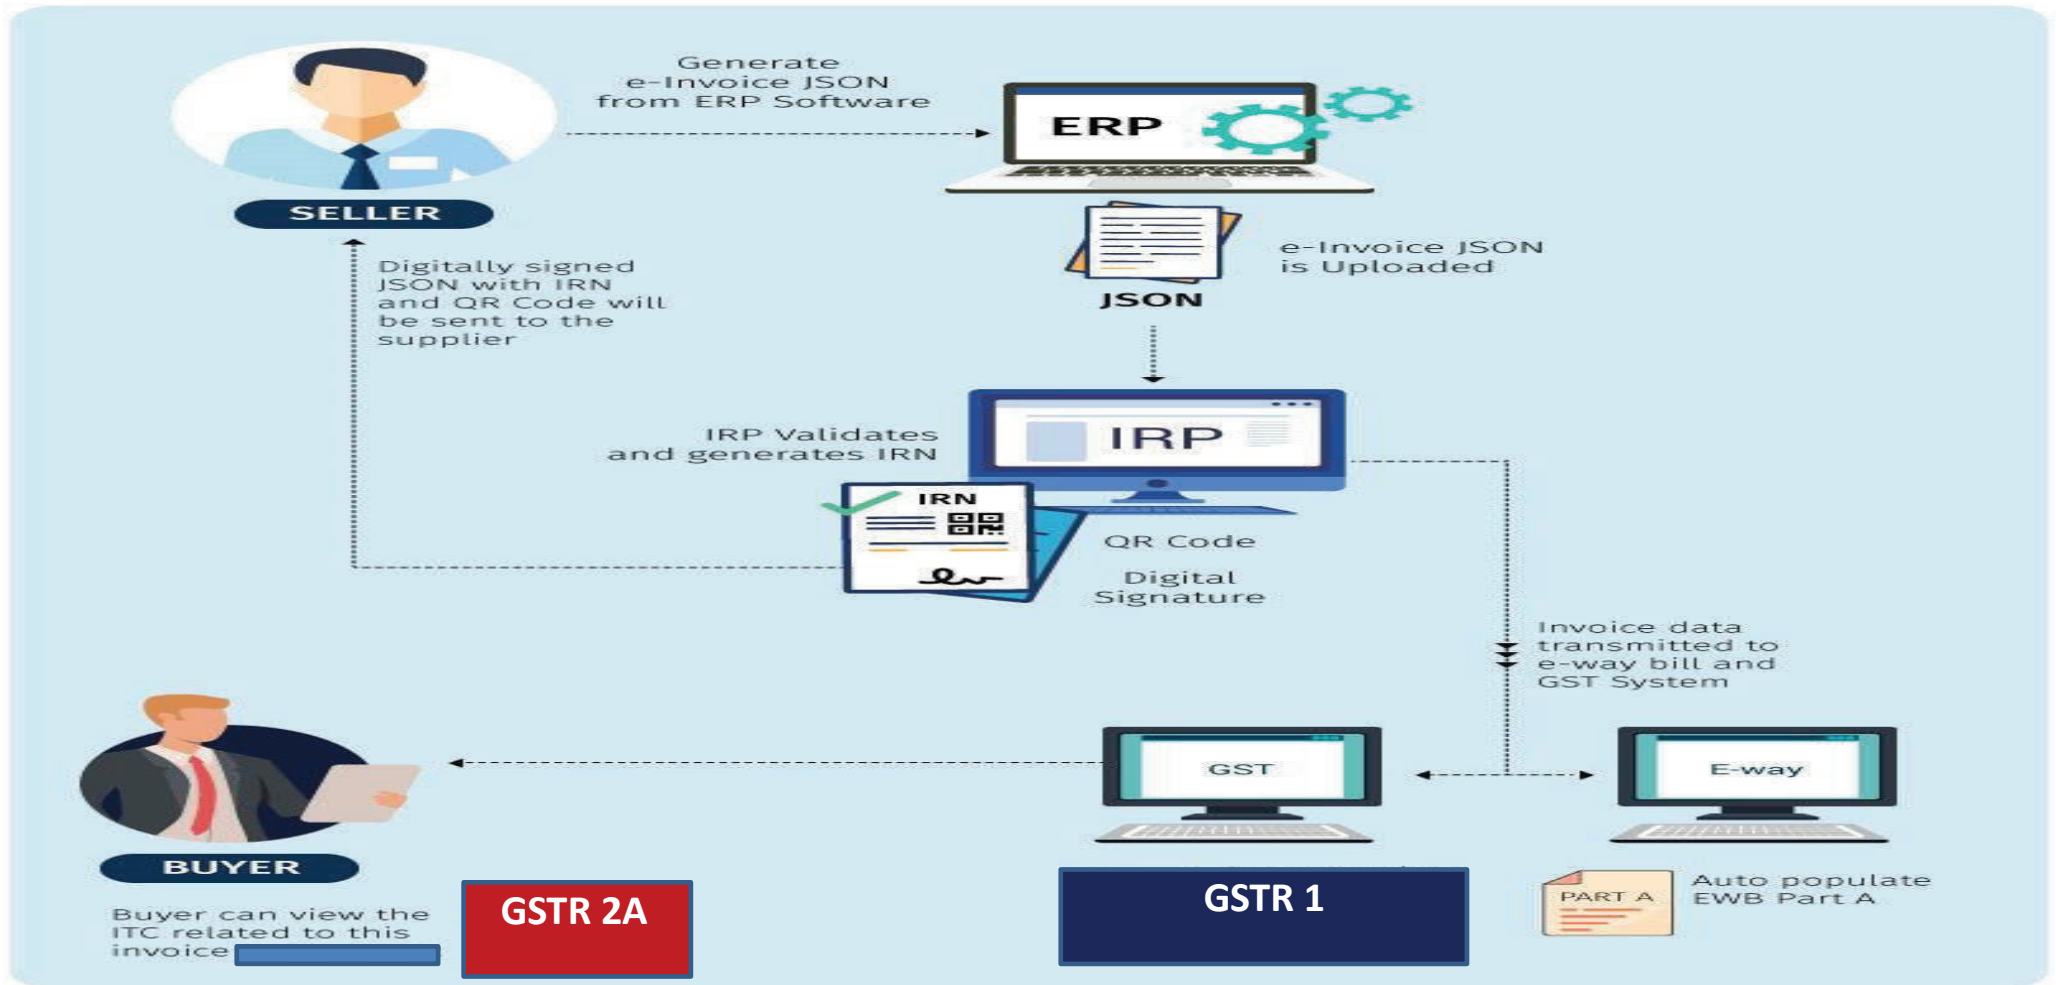 Generate
e-Invoice JSON
from ERP Software
ERP
SELLER
Digitally signed
JSON with IRN
and QR Code will
be sent to the
supplier
e-Invoice JSON
is Uploaded
JSON
IRP Validates
and generates IRN
IRP
IRN
QR Code
Digital
Signature
Invoice data
transmitted to
e-way bill and
GST System
GST
E-way
BUYER
Buyer can view the
ITC related to this
invoice
GSTR 2A
GSTR 1
PART A
Auto populate
EWB Part A